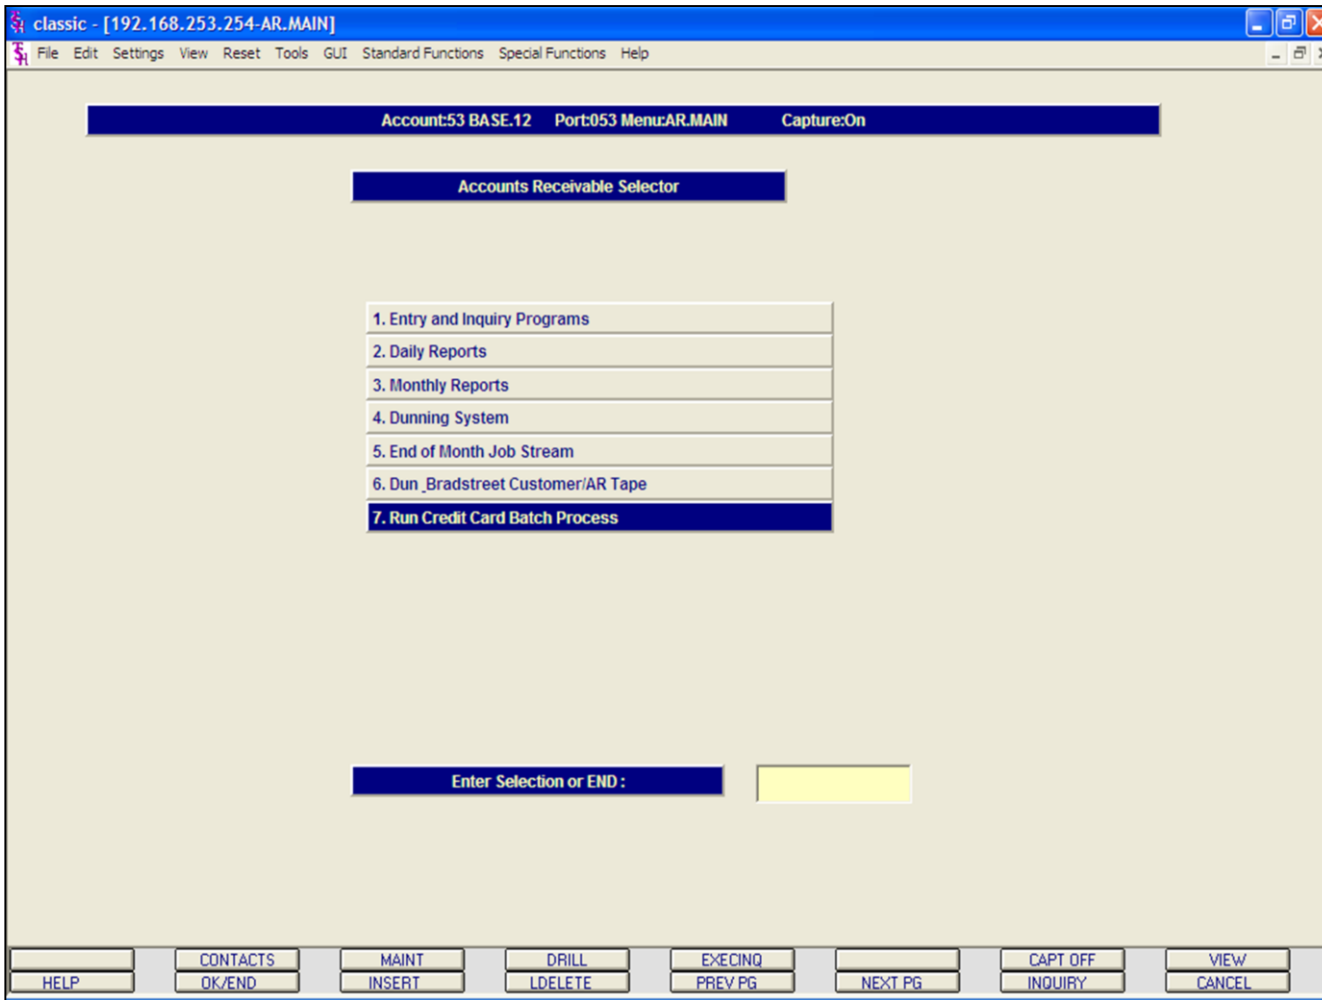 classic - [192.168.253.254-AR.MAIN]
File Edit Settings View Reset Tools GUI Standard Functions Special Functions Help
Account:53 BASE.12 Port:053 Menu:AR.MAIN Capture:On
Accounts Receivable Selector
1. Entry and Inquiry Programs
2. Daily Reports
3. Monthly Reports
4. Dunning System
5. End of Month Job Stream
6. Dun _Bradstreet Customer/AR Tape
7. Run Credit Card Batch Process
Enter Selection or END :
CONTACTS MAINT DRILL EXECINQ CAPT OFF VIEW
HELP OK/END INSERT LDELETE PREV PG NEXT PG INQUIRY CANCEL